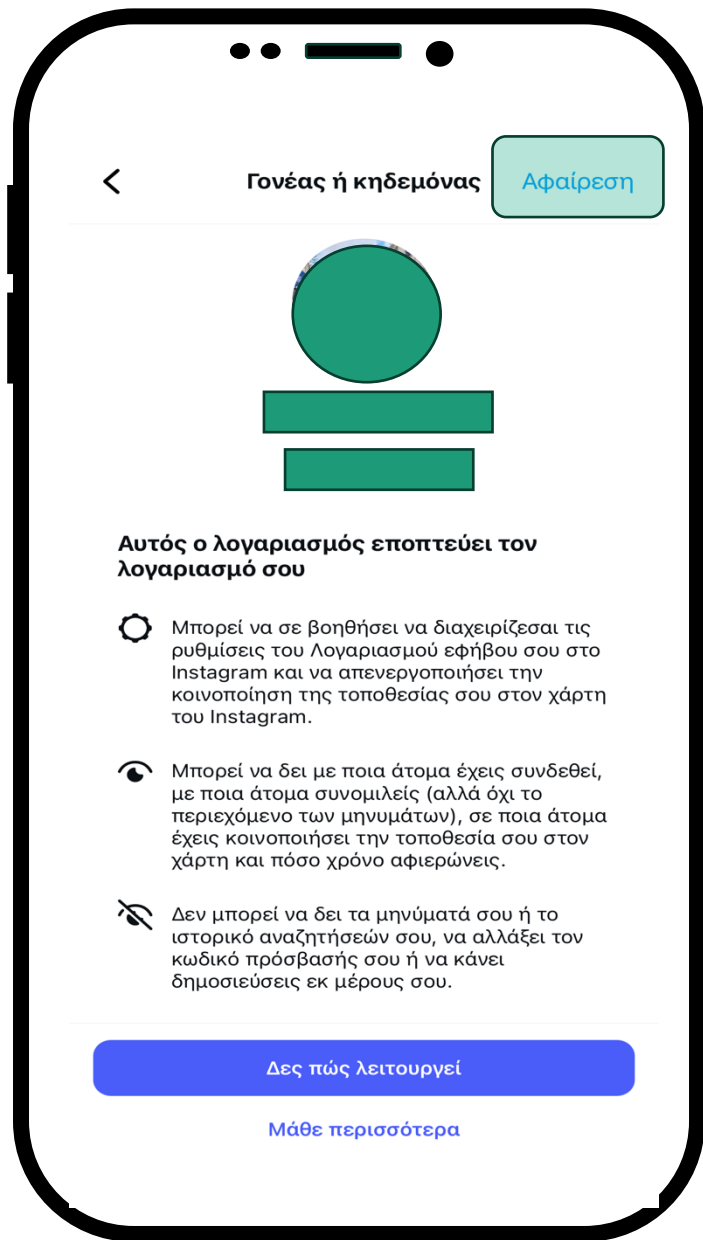 Γονέας ή κηδεμόνας Αφαίρεση
Αυτός ο λογαριασμός εποπτεύει τον
λογαριασμό σου
Μπορεί να σε βοηθήσει να διαχειρίζεσαι τις
ρυθμίσεις του Λογαριασμού εφήβου σου στο
Instagram και να απενεργοποιήσει την
κοινοποίηση της τοποθεσίας σου στον χάρτη
του Instagram.
Μπορεί να δει με ποια άτομα έχεις συνδεθεί,
με ποια άτομα συνομιλείς (αλλά όχι το
περιεχόμενο των μηνυμάτων), σε ποια άτομα
έχεις κοινοποιήσει την τοποθεσία σου στον
χάρτη και πόσο χρόνο αφιερώνεις.
Δεν μπορεί να δει τα μηνύματά σου ή το
ιστορικό αναζητήσεών σου, να αλλάξει τον
κωδικό πρόσβασής σου ή να κάνει
δημοσιεύσεις εκ μέρους σου.
Δες πώς λειτουργεί
Μάθε περισσότερα